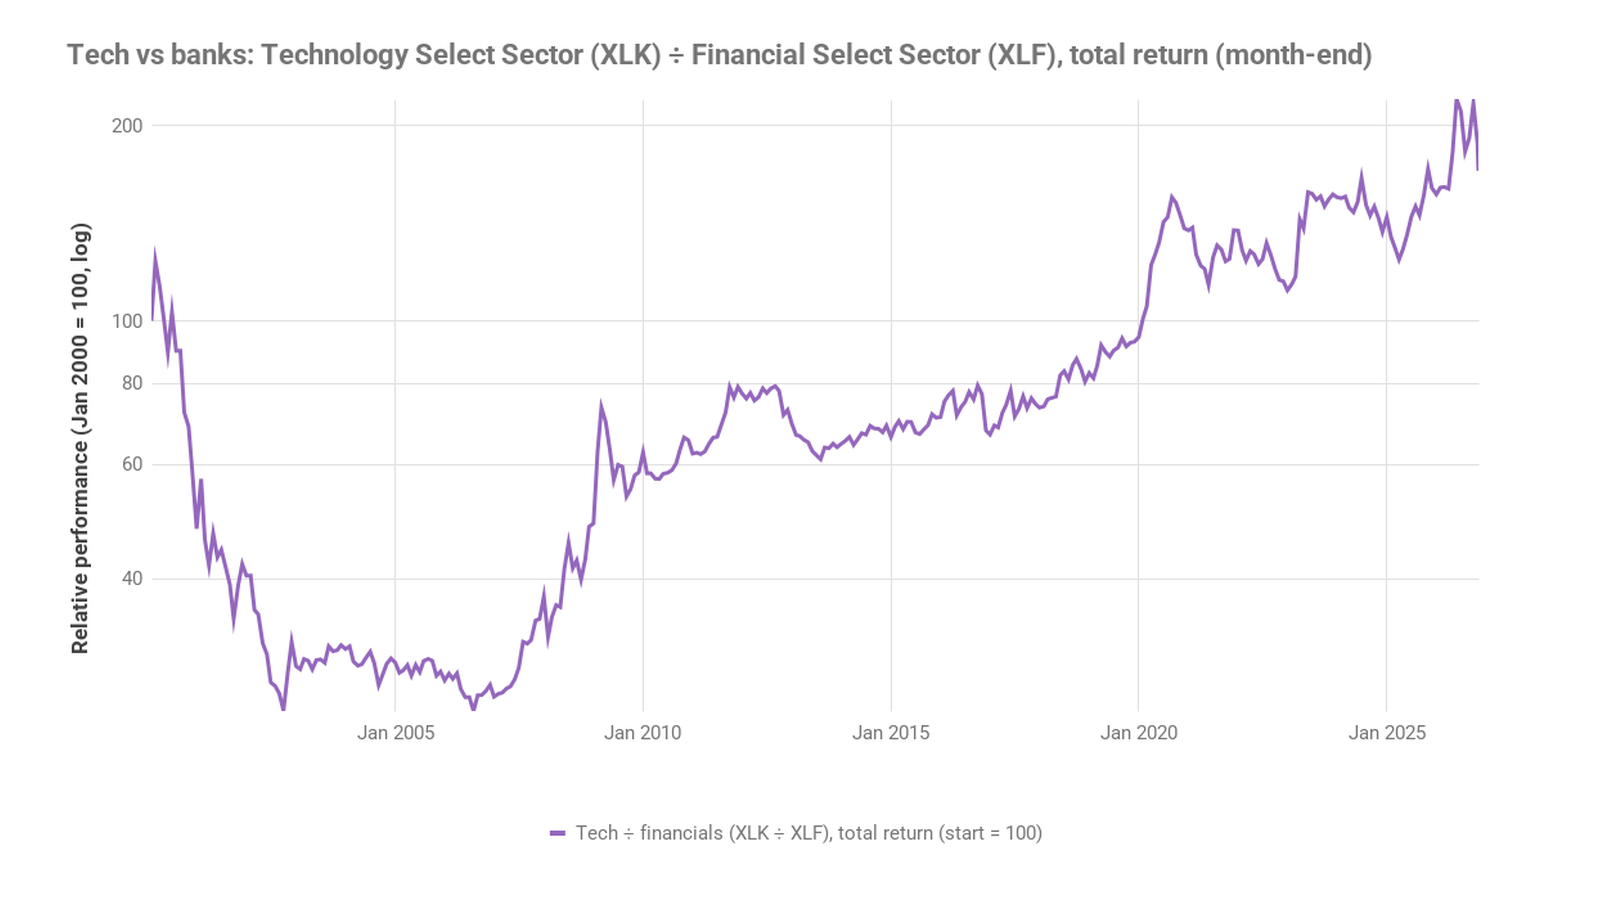 Tech vs banks: Technology Select Sector (XLK) ÷ Financial Select Sector (XLF), total return (month-end)
Relative performance (Jan 2000 = 100, log)
200
100
80
60
40
Jan 2005
Jan 2010
Jan 2015
Jan 2020
Jan 2025
Tech ÷ financials (XLK ÷ XLF), total return (start = 100)